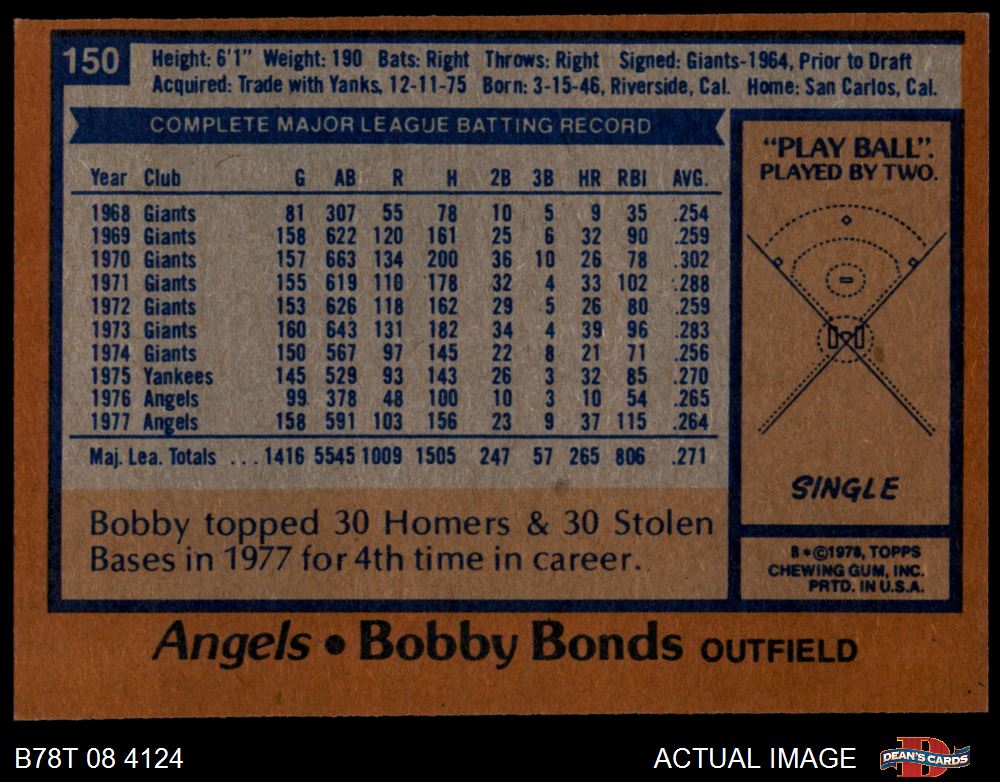 150
Height: 6'1" Weight: 190 Bats: Right Throws: Right Signed: Giants-1964, Prior to Draft
Acquired: Trade with Yanks, 12-11-75 Born: 3-15-46, Riverside, Cal. Home: San Carlos, Cal.
COMPLETE MAJOR LEAGUE BATTING RECORD
Year Club G AB R H 2B 3B HR RBI AVG.
1968 Giants 81 307 55 78 10 5 9 35 .254
1969 Giants 158 622 120 161 25 6 32 90 .259
1970 Giants 157 663 134 200 36 10 26 78 .302
1971 Giants 155 619 110 178 32 4 33 102 .288
1972 Giants 153 626 118 162 29 5 26 80 .259
1973 Giants 160 643 131 182 34 4 39 96 .283
1974 Giants 150 567 97 145 22 8 21 71 .256
1975 Yankees 145 529 93 143 26 3 32 85 .270
1976 Angels 99 378 48 100 10 3 10 54 .265
1977 Angels 158 591 103 156 23 9 37 115 .264
Maj. Lea. Totals ... 1416 5545 1009 1505 247 57 265 806 .271
Bobby topped 30 Homers & 30 Stolen
Bases in 1977 for 4th time in career.
"PLAY BALL".
PLAYED BY TWO.
SINGLE
B*©1978, TOPPS
CHEWING GUM, INC.
PRTD. IN U.S.A.
Angels • Bobby Bonds OUTFIELD
B78T 08 4124
ACTUAL IMAGE
DEAN'S CARDS